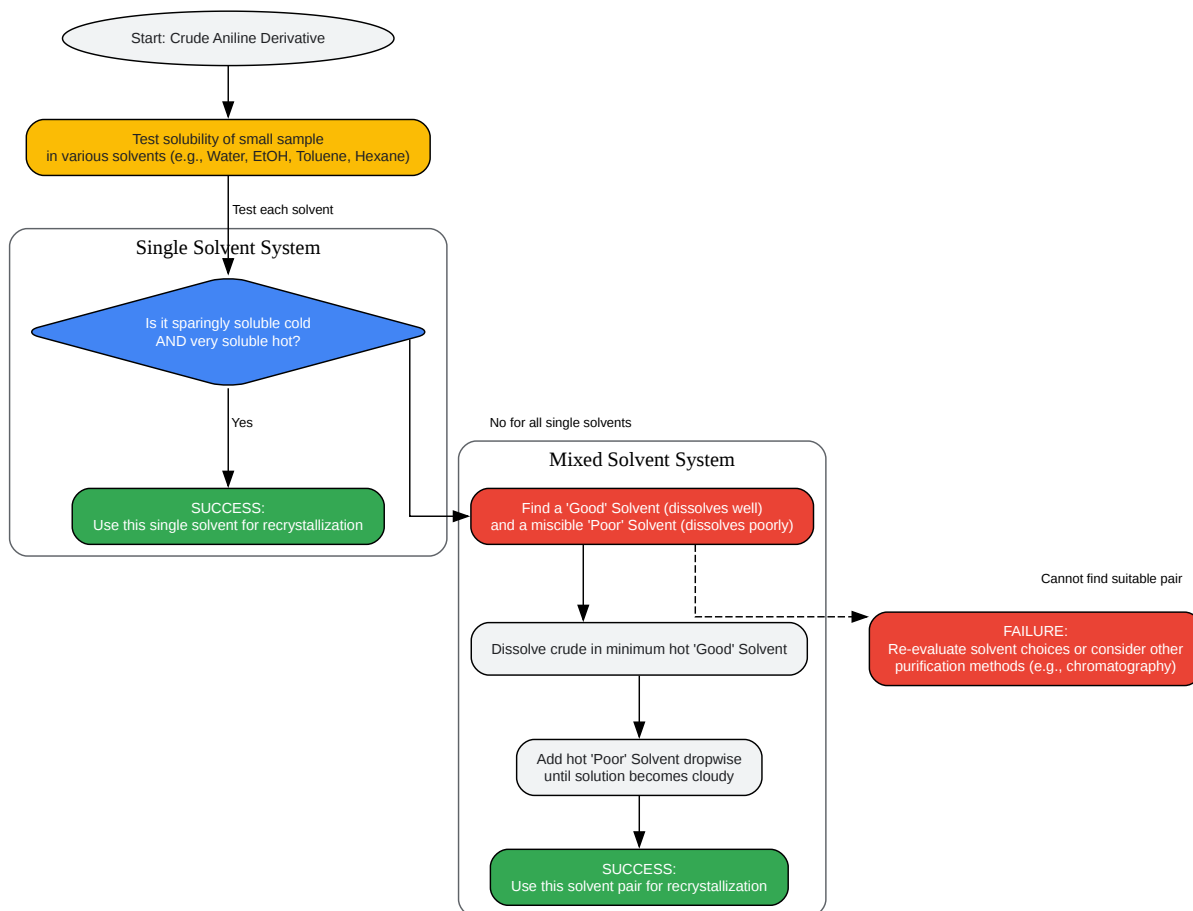 Start: Crude Aniline Derivative
Test solubility of small sample
in various solvents (e.g., Water, EtOH, Toluene, Hexane)
Test each solvent
Single Solvent System
Is it sparingly soluble cold
AND very soluble hot?
Yes
No for all single solvents
SUCCESS:
Use this single solvent for recrystallization
Mixed Solvent System
Find a 'Good' Solvent (dissolves well)
and a miscible 'Poor' Solvent (dissolves poorly)
Cannot find suitable pair
Dissolve crude in minimum hot 'Good' Solvent
FAILURE:
Re-evaluate solvent choices or consider other
purification methods (e.g., chromatography)
Add hot 'Poor' Solvent dropwise
until solution becomes cloudy
SUCCESS:
Use this solvent pair for recrystallization